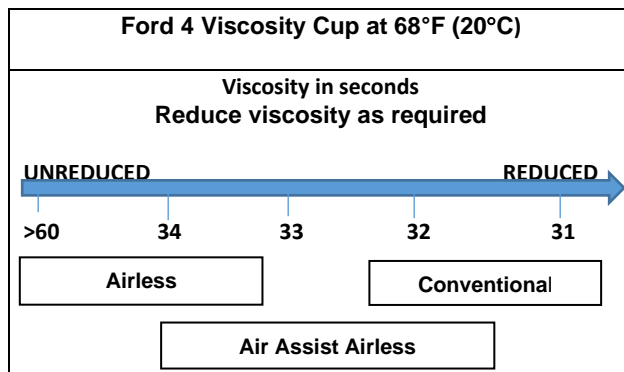 Ford 4 Viscosity Cup at 68°F (20°C)
Viscosity in seconds
Reduce viscosity as required
UNREDUCED REDUCED
>60 34 33 32 31
Airless Conventional
Air Assist Airless